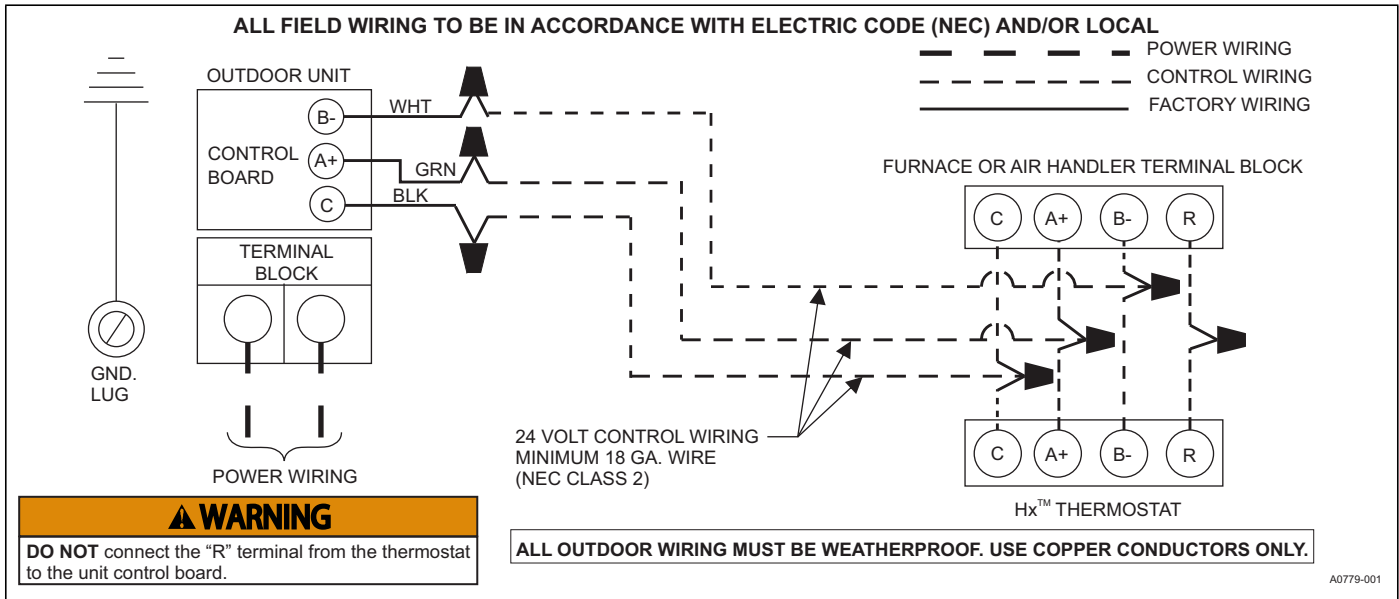 ALL FIELD WIRING TO BE IN ACCORDANCE WITH ELECTRIC CODE (NEC) AND/OR LOCAL
POWER WIRING
CONTROL WIRING
FACTORY WIRING
OUTDOOR UNIT
B-
WHT
CONTROL
BOARD
A+
GRN
C
BLK
TERMINAL
BLOCK
GND.
LUG
POWER WIRING
FURNACE OR AIR HANDLER TERMINAL BLOCK
C A+ B- R
24 VOLT CONTROL WIRING
MINIMUM 18 GA. WIRE
(NEC CLASS 2)
C A+ B- R
Hx™ THERMOSTAT
WARNING
DO NOT connect the “R” terminal from the thermostat
to the unit control board.
ALL OUTDOOR WIRING MUST BE WEATHERPROOF. USE COPPER CONDUCTORS ONLY.
A0779-001